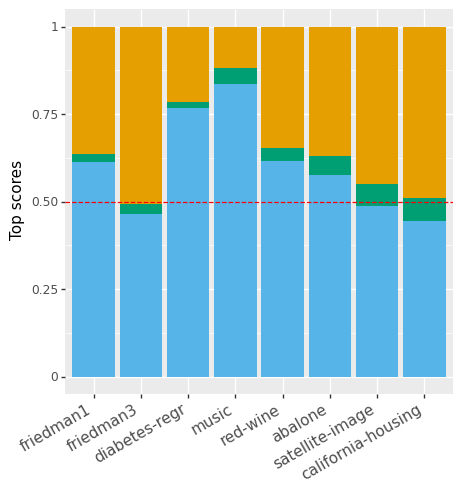 Top scores
1
0.75
0.50
0.25
0
friedman1
friedman3
diabetes-regr
music
red-wine
abalone
satellite-image
california-housing